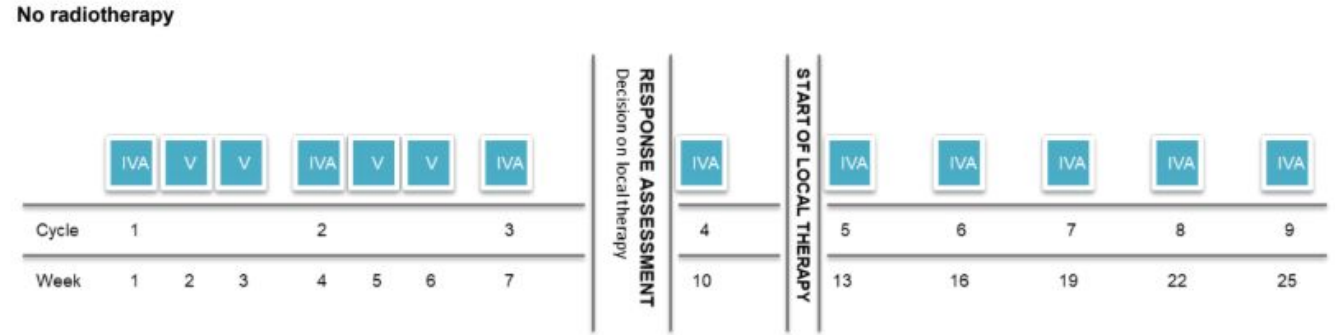 No radiotherapy
IVA V V IVA V V IVA
RESPONSE ASSESSMENT
Decision on local therapy
IVA
START OF LOCAL THERAPY
IVA IVA IVA IVA IVA
Cycle 1 2 3 4 5 6 7 8 9
Week 1 2 3 4 5 6 7 10 13 16 19 22 25